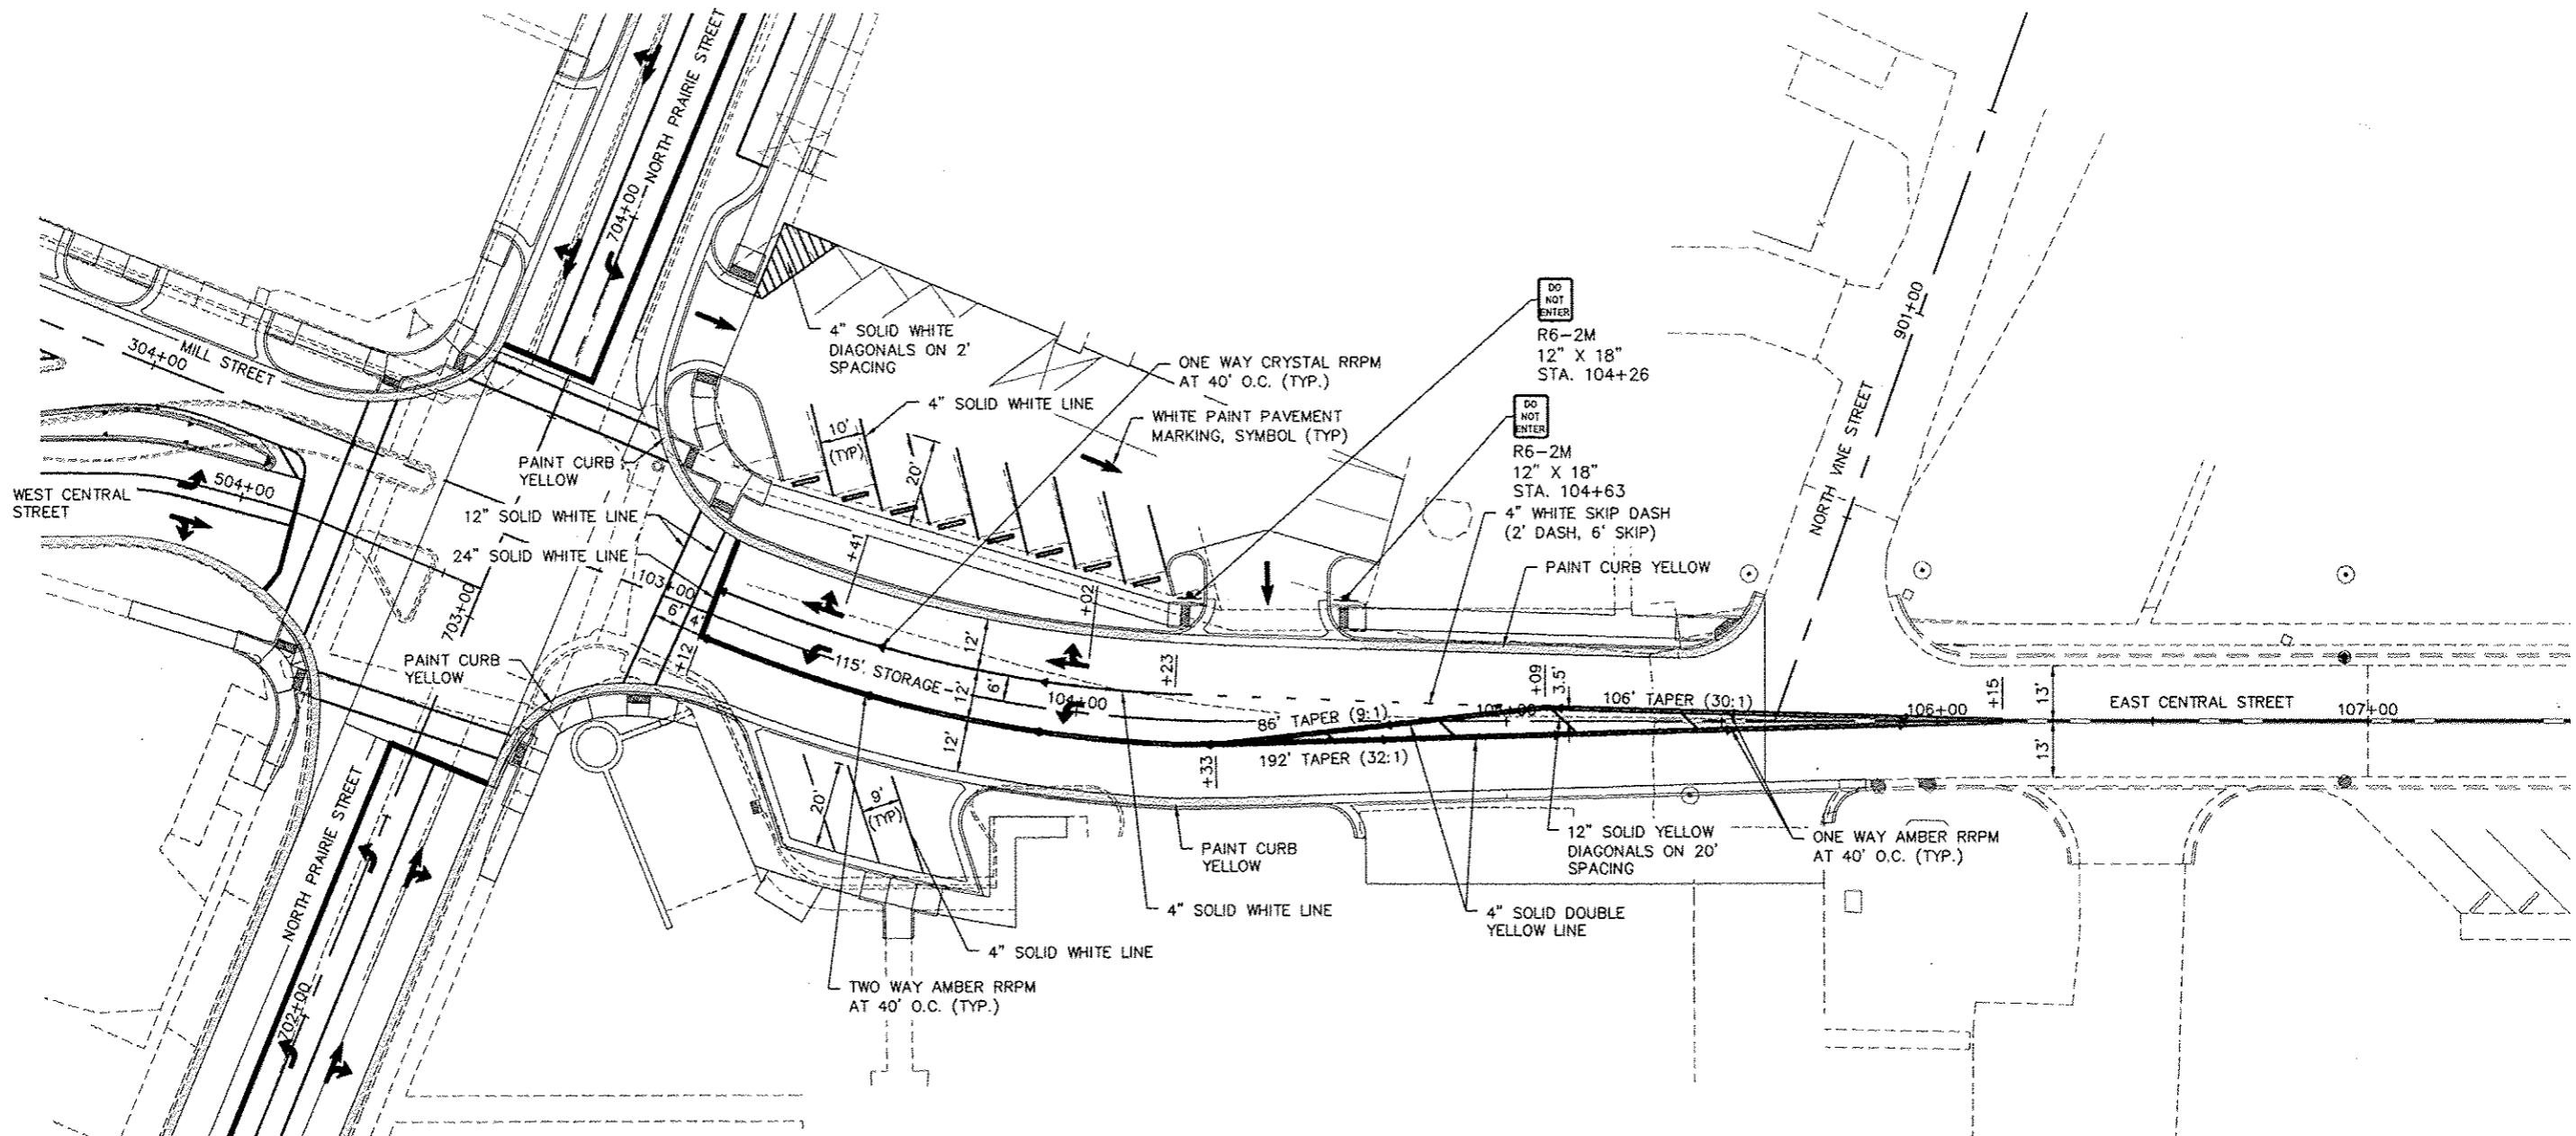 NORTH PRAIRIE STREET
704+00
MILL STREET
304+00
4" SOLID WHITE
DIAGONALS ON 2'
SPACING
ONE WAY CRYSTAL RRPM
AT 40' O.C. (TYP.)
4" SOLID WHITE LINE
WHITE PAINT PAVEMENT
MARKING, SYMBOL (TYP)
DO
NOT
ENTER
R6-2M
12" X 18"
STA. 104+26
DO
NOT
ENTER
R6-2M
12" X 18"
STA. 104+63
4" WHITE SKIP DASH
(2' DASH, 6' SKIP)
PAINT CURB YELLOW
901+00
NORTH VINE STREET
10'
(TYP)
20'
PAINT CURB
YELLOW
WEST CENTRAL
STREET
504+00
12" SOLID WHITE LINE
24" SOLID WHITE LINE
103+00
6'
4'
+12
+41
+02
+23
703+00
PAINT CURB
YELLOW
115' STORAGE
12'
12'
12'
6'
104+00
+33
86' TAPER (9:1)
192' TAPER (32:1)
105+00
+09
3.5'
106' TAPER (30:1)
106+00
+15
13'
13'
EAST CENTRAL STREET
107+00
20'
9'
(TYP)
PAINT CURB
YELLOW
12" SOLID YELLOW
DIAGONALS ON 20'
SPACING
ONE WAY AMBER RRPM
AT 40' O.C. (TYP.)
4" SOLID WHITE LINE
4" SOLID DOUBLE
YELLOW LINE
4" SOLID WHITE LINE
TWO WAY AMBER RRPM
AT 40' O.C. (TYP.)
NORTH PRAIRIE STREET
702+00